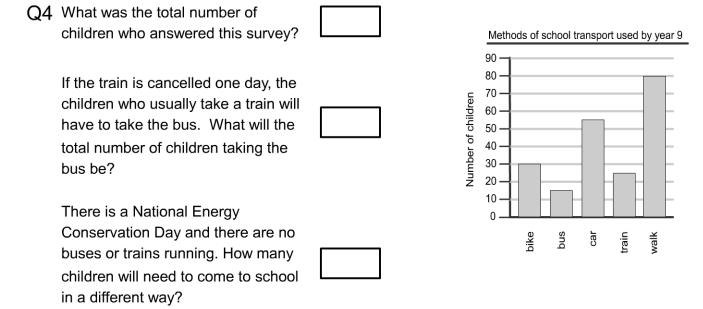 Q4 What was the total number of
children who answered this survey?
If the train is cancelled one day, the
children who usually take a train will
have to take the bus. What will the
total number of children taking the
bus be?
There is a National Energy
Conservation Day and there are no
buses or trains running. How many
children will need to come to school
in a different way?
Methods of school transport used by year 9
Number of children
90
80
70
60
50
40
30
20
10
0
bike
bus
car
train
walk